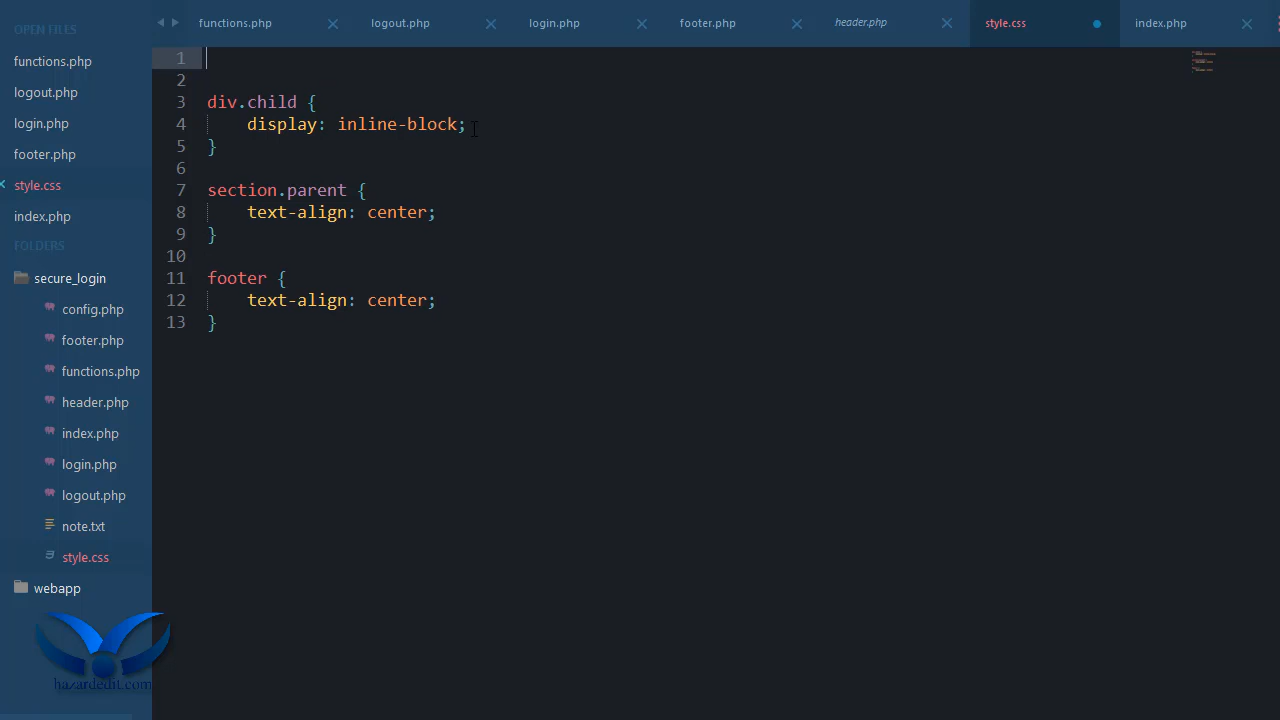 OPEN FILES
functions.php
logout.php
login.php
footer.php
style.css
index.php
FOLDERS
secure_login
config.php
footer.php
functions.php
header.php
index.php
login.php
logout.php
note.txt
style.css
webapp
hazardedit.com
functions.php logout.php login.php footer.php header.php style.css index.php
1
2
3 div.child {
4 display: inline-block;
5 }
6
7 section.parent {
8 text-align: center;
9 }
10
11 footer {
12 text-align: center;
13 }